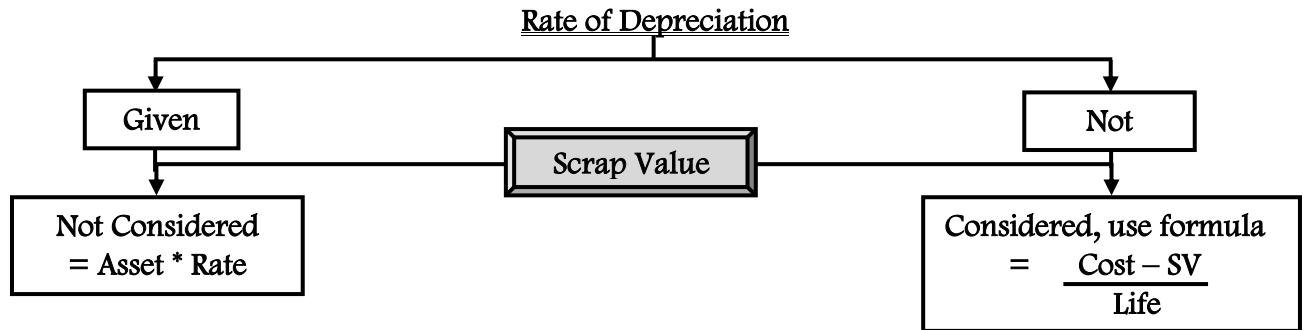 Rate of Depreciation
Given
Not
Scrap Value
Not Considered
= Asset * Rate
Considered, use formula
= Cost – SV
Life